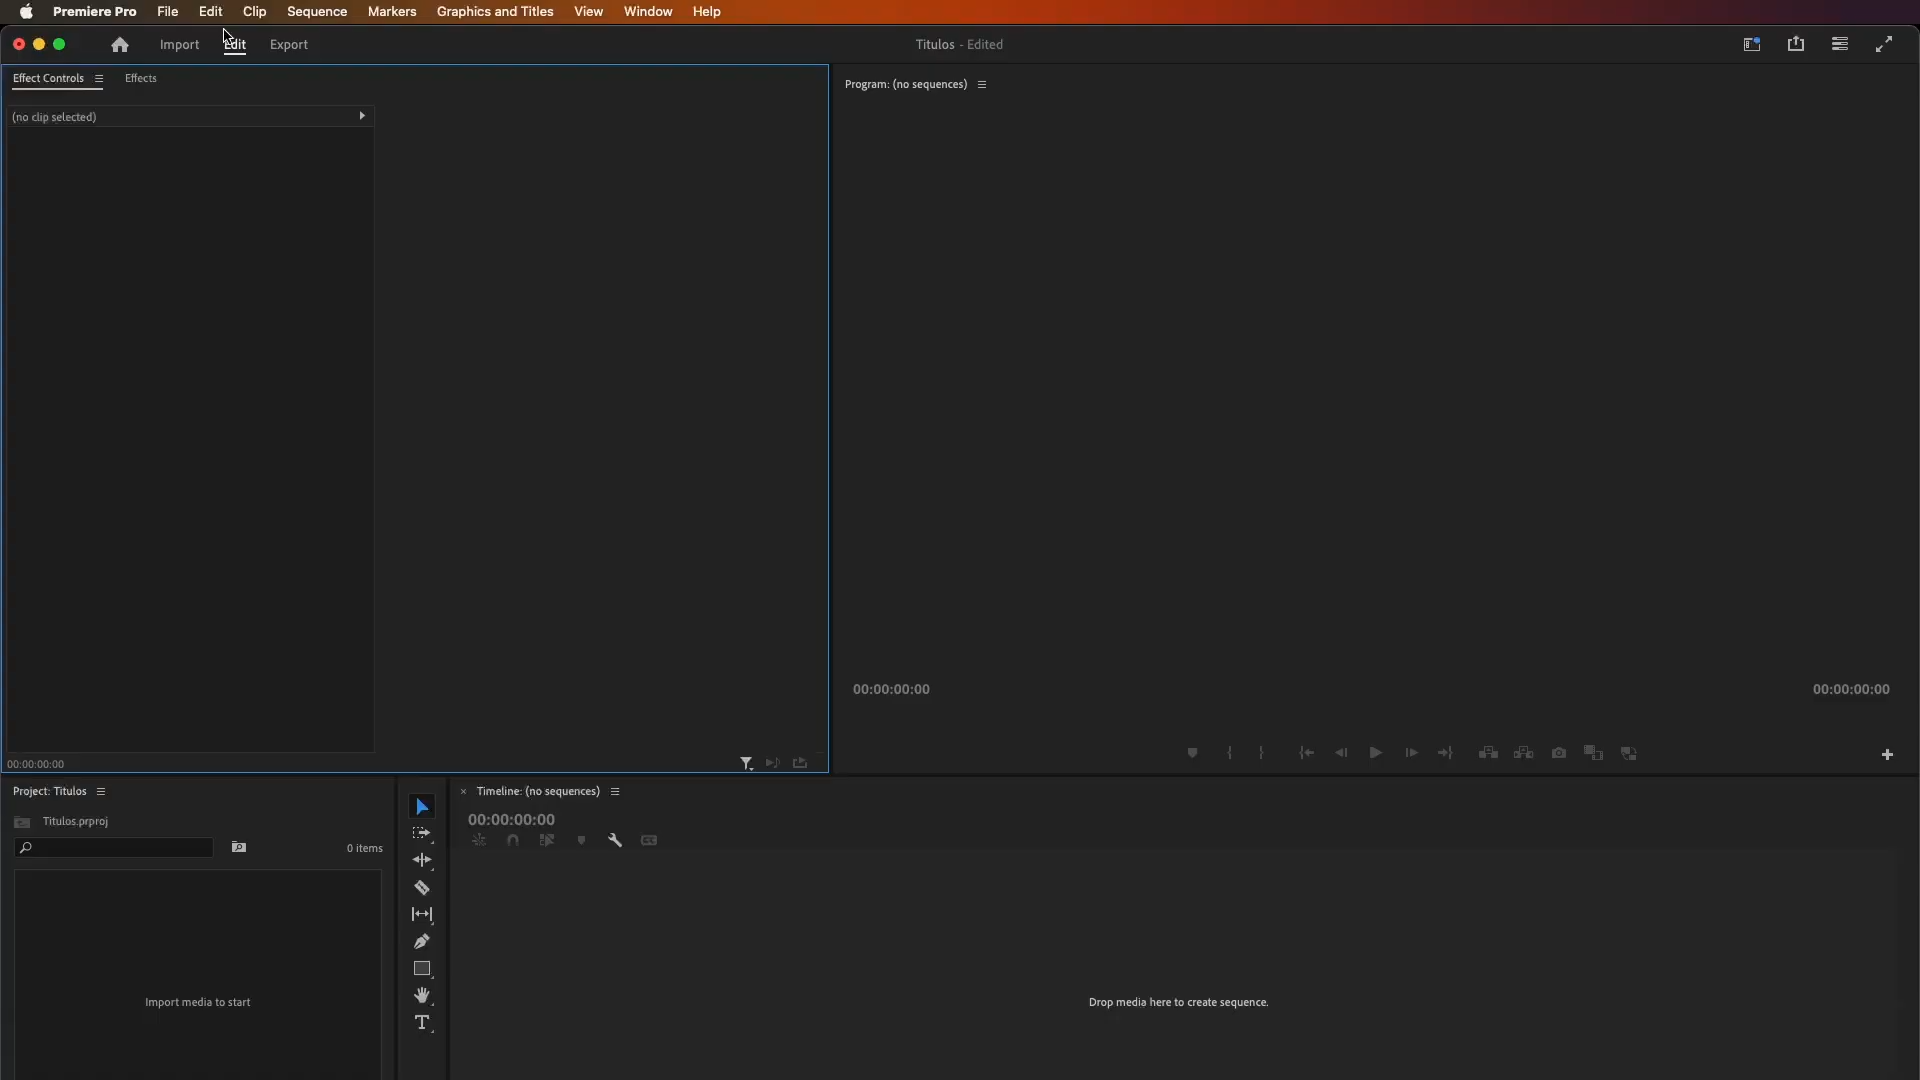 Premiere Pro File Edit Clip Sequence Markers Graphics and Titles View Window Help
Import Edit Export Titulos - Edited
Effect Controls Effects
Program: (no sequences)
(no clip selected)
00:00:00:00 00:00:00:00
00:00:00:00
Project: Titulos
Timeline: (no sequences)
Titulos.prproj
00:00:00:00
0 items
Import media to start
Drop media here to create sequence.